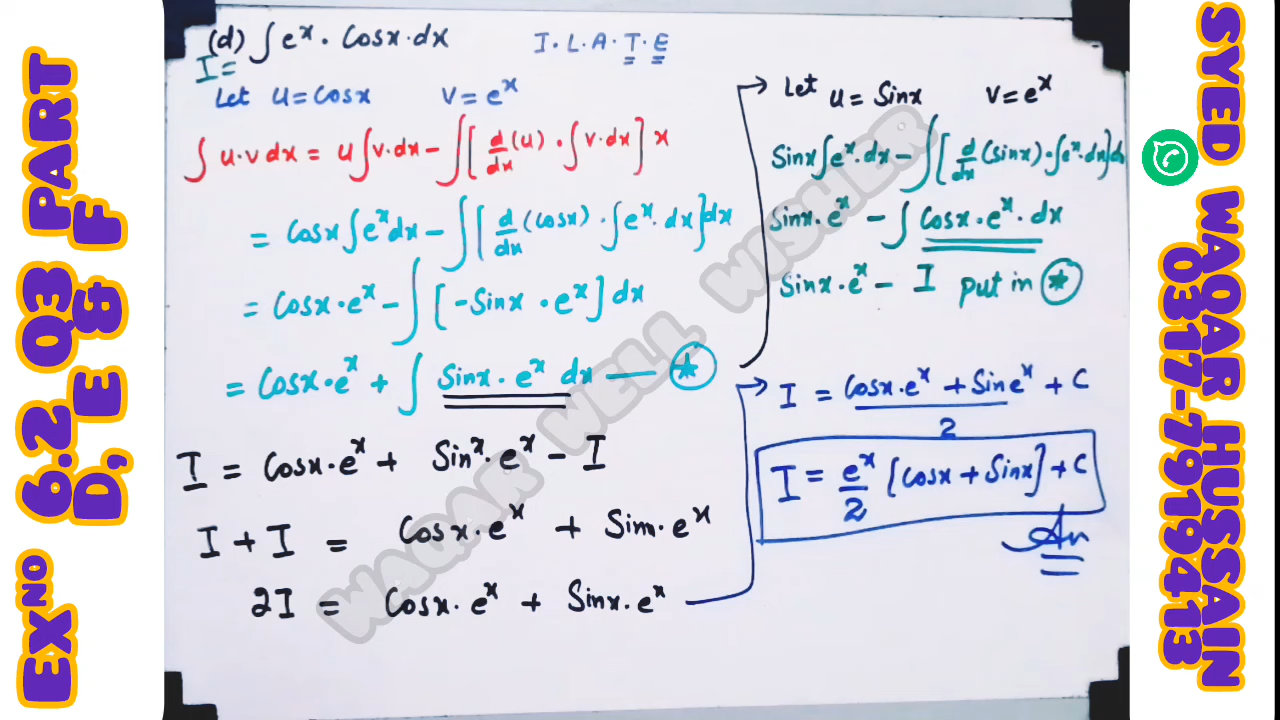 Ex No 6.2 Q3 PART
D, E & F
(d) ∫ eˣ · Cosx·dx I·L·A·T·E
I =
Let U = Cosx V = eˣ
∫ u·v dx = u∫v·dx − ∫[d/dx (u) · ∫v·dx] x
= Cosx∫eˣdx − ∫[d/dx (cosx) · ∫eˣ·dx]dx
= Cosx·eˣ − ∫[−Sinx · eˣ]dx
= Cosx·eˣ + ∫ Sinx·eˣ dx — ⊛
I = Cosx·eˣ + Sinˣ·eˣ − I
I + I = Cosx·eˣ + Sim·eˣ
2I = Cosx·eˣ + Sinx·eˣ
Let u = Sinx V = eˣ
Sinx∫eˣ·dx − ∫[d/dx (sinx)·∫eˣ·dx]dx
Sinx·eˣ − ∫ Cosx·eˣ·dx
Sinx·eˣ − I put in ⊛
I = Cosx·eˣ + Sineˣ + C
2
I = eˣ/2 [Cosx + Sinx] + C
An
WAQAR WELL WISHER
SYED WAQAR HUSSAIN
0317-7919413